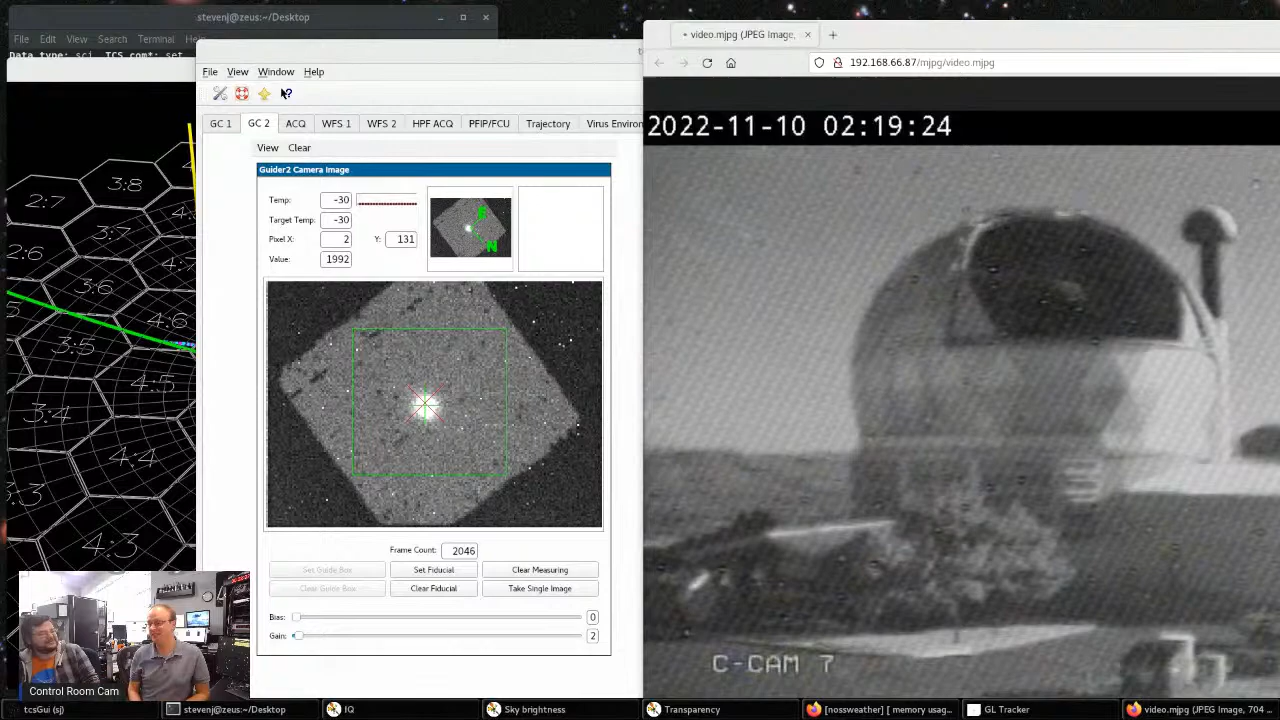 stevenj@zeus:~/Desktop
File Edit View Search Terminal
Data type: sci TCS com*: set
File View Window Help
GC 1 GC 2 ACQ WFS 1 WFS 2 HPF ACQ PFIP/FCU Trajectory Virus Environ
View Clear
Guider2 Camera Image
Temp: -30
Target Temp: -30
Pixel X: 2 Y: 131
Value: 1992
E
N
Frame Count: 2046
Set Guide Box Set Fiducial Clear Measuring
Clear Guide Box Clear Fiducial Take Single Image
Bias: 0
Gain: 2
3:8
2:7
3:7
2:6
4:7
3:6
4:6
3:5
4:5
3:4
4:4
4:3
Control Room Cam
video.mjpg (JPEG Image,
192.168.66.87/mjpg/video.mjpg
2022-11-10 02:19:24
C-CAM 7
tcsGui (sj) stevenj@zeus:~/Desktop IQ Sky brightness Transparency [nossweather] [ memory usag... GL Tracker video.mjpg (JPEG Image, 704 ...